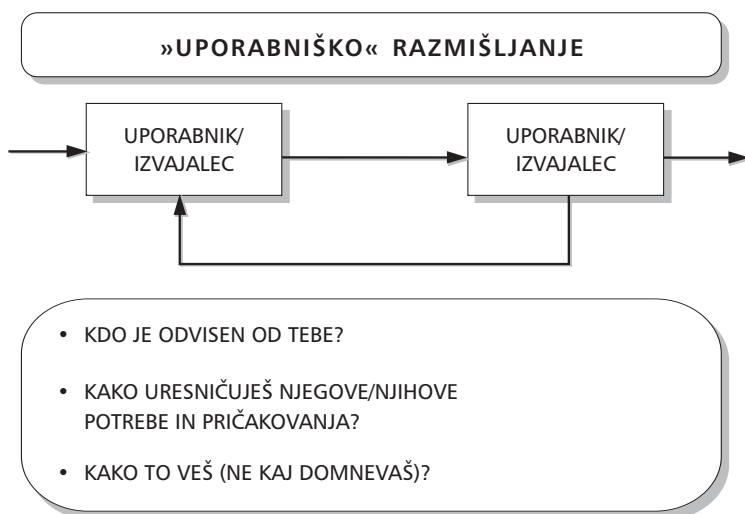 »UPORABNIŠKO« RAZMIŠLJANJE
UPORABNIK/
IZVAJALEC
UPORABNIK/
IZVAJALEC
• KDO JE ODVISEN OD TEBE?
• KAKO URESNIČUJEŠ NJEGOVE/NJIHOVE
POTREBE IN PRIČAKOVANJA?
• KAKO TO VEŠ (NE KAJ DOMNEVAŠ)?